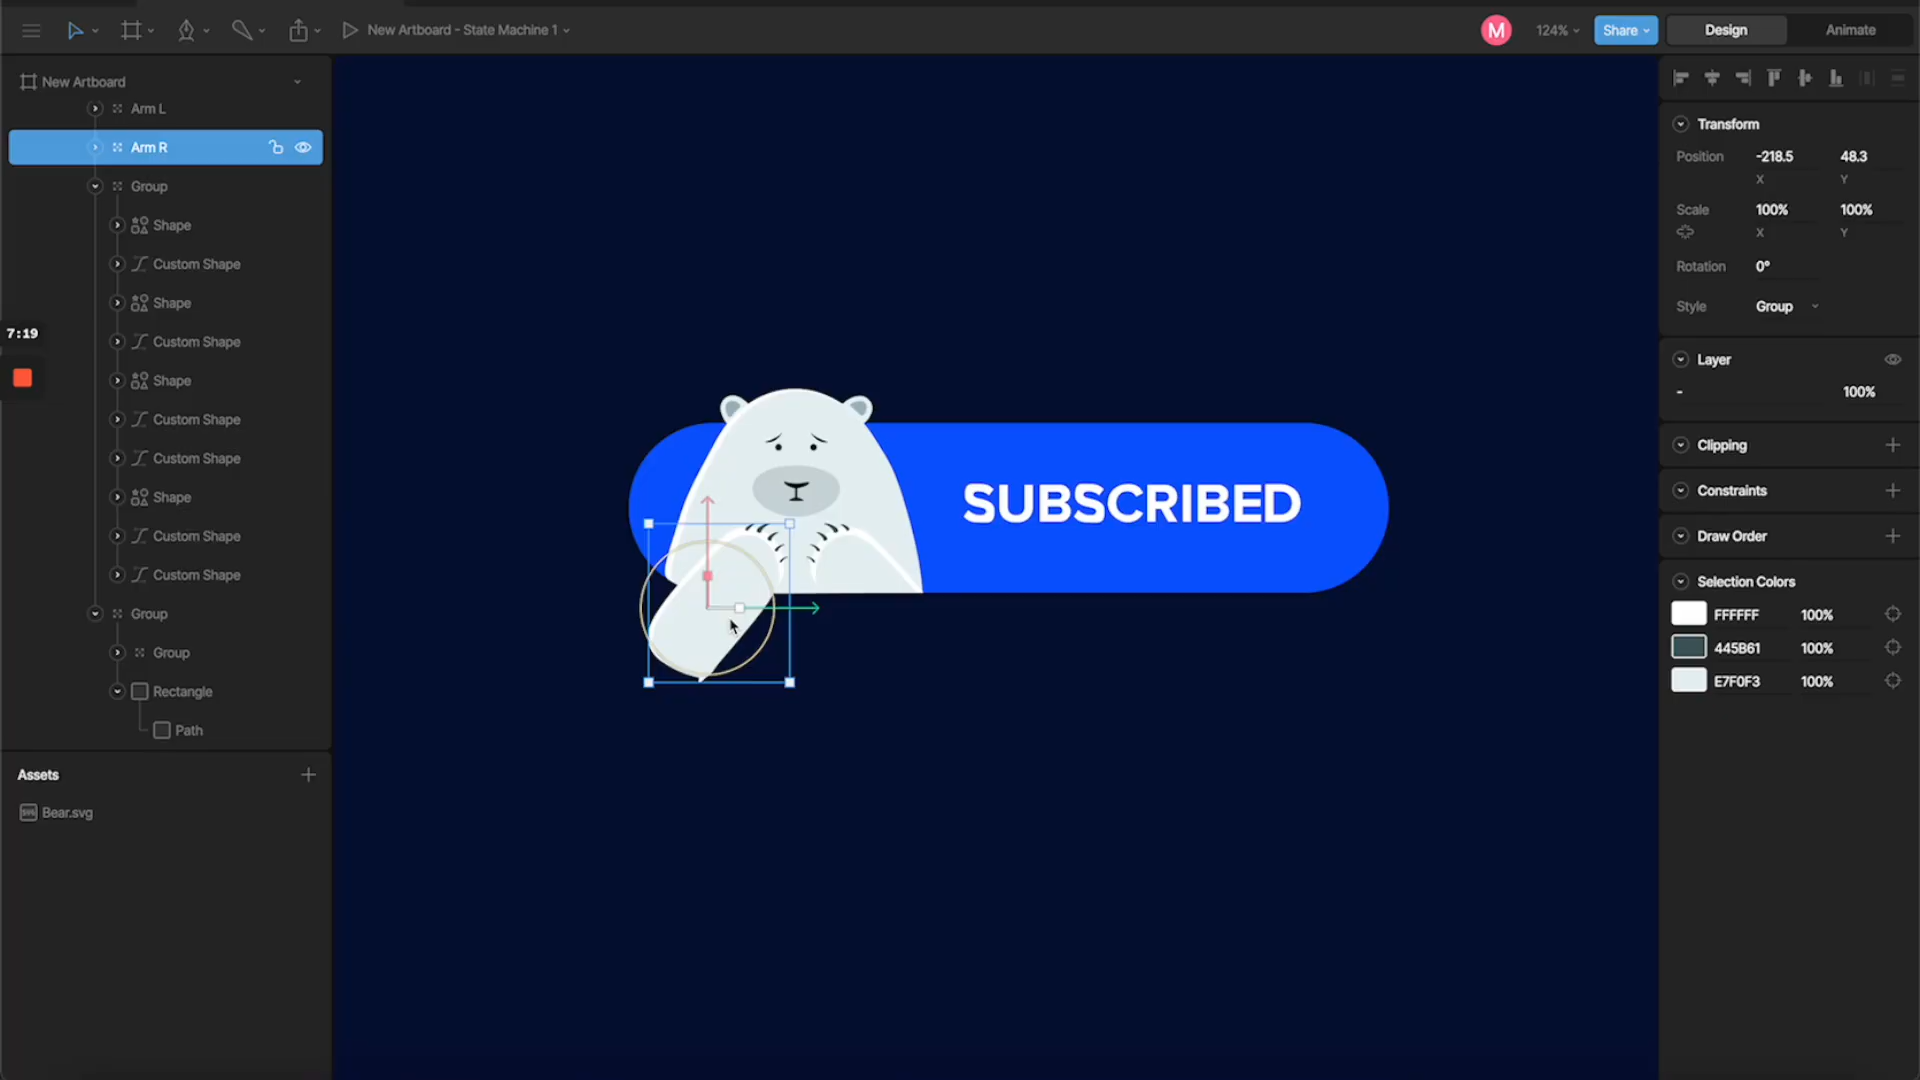 New Artboard - State Machine 1
M
124%
Share
Design
Animate
New Artboard
Arm L
Arm R
Group
Shape
Custom Shape
Shape
Custom Shape
Shape
Custom Shape
Custom Shape
Shape
Custom Shape
Custom Shape
Group
Group
Rectangle
Path
7:19
Assets
SVG
Bear.svg
SUBSCRIBED
Transform
Position -218.5 48.3
X Y
Scale 100% 100%
X Y
Rotation 0°
Style Group
Layer
- 100%
Clipping
Constraints
Draw Order
Selection Colors
FFFFFF 100%
445B61 100%
E7F0F3 100%